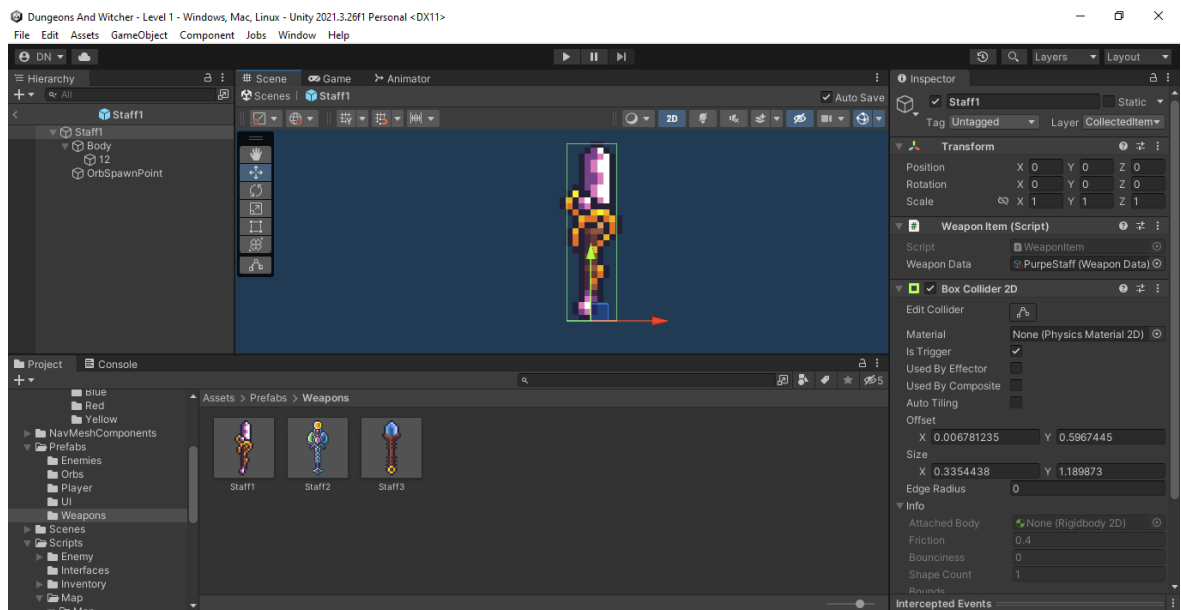 Dungeons And Witcher - Level 1 - Windows, Mac, Linux - Unity 2021.3.26f1 Personal <DX11>
File Edit Assets GameObject Component Jobs Window Help
DN Layers Layout
Hierarchy
All
Staff1
Staff1
Body
12
OrbSpawnPoint
Scene Game Animator
Scenes Staff1 Auto Save
2D
Inspector
Staff1 Static
Tag Untagged Layer CollectedItem
Transform
Position X 0 Y 0 Z 0
Rotation X 0 Y 0 Z 0
Scale X 1 Y 1 Z 1
Weapon Item (Script)
Script WeaponItem
Weapon Data PurpeStaff (Weapon Data)
Box Collider 2D
Edit Collider
Material None (Physics Material 2D)
Is Trigger
Used By Effector
Used By Composite
Auto Tiling
Offset
X 0.006781235 Y 0.5967445
Size
X 0.3354438 Y 1.189873
Edge Radius 0
Info
Attached Body None (Rigidbody 2D)
Friction 0.4
Bounciness 0
Shape Count 1
Bounds
Intercepted Events
Project Console
5
Blue
Red
Yellow
NavMeshComponents
Prefabs
Enemies
Orbs
Player
UI
Weapons
Scenes
Scripts
Enemy
Interfaces
Inventory
Map
Assets > Prefabs > Weapons
Staff1 Staff2 Staff3